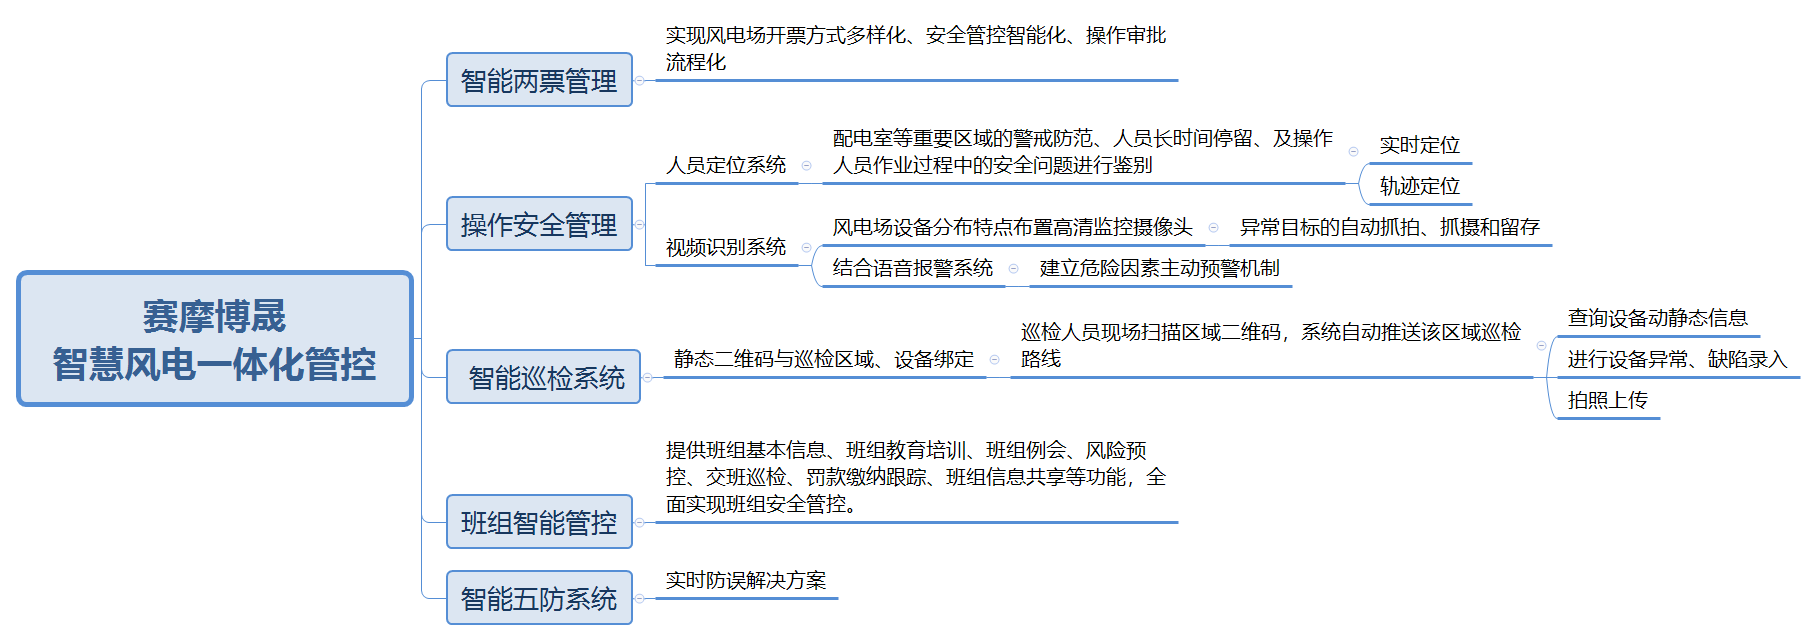 赛摩博晟
智慧风电一体化管控
智能两票管理
实现风电场开票方式多样化、安全管控智能化、操作审批
流程化
操作安全管理
人员定位系统
配电室等重要区域的警戒防范、人员长时间停留、及操作
人员作业过程中的安全问题进行鉴别
实时定位
轨迹定位
视频识别系统
风电场设备分布特点布置高清监控摄像头
异常目标的自动抓拍、抓摄和留存
结合语音报警系统
建立危险因素主动预警机制
智能巡检系统
静态二维码与巡检区域、设备绑定
巡检人员现场扫描区域二维码，系统自动推送该区域巡检
路线
查询设备动静态信息
进行设备异常、缺陷录入
拍照上传
班组智能管控
提供班组基本信息、班组教育培训、班组例会、风险预
控、交班巡检、罚款缴纳跟踪、班组信息共享等功能，全
面实现班组安全管控。
智能五防系统
实时防误解决方案